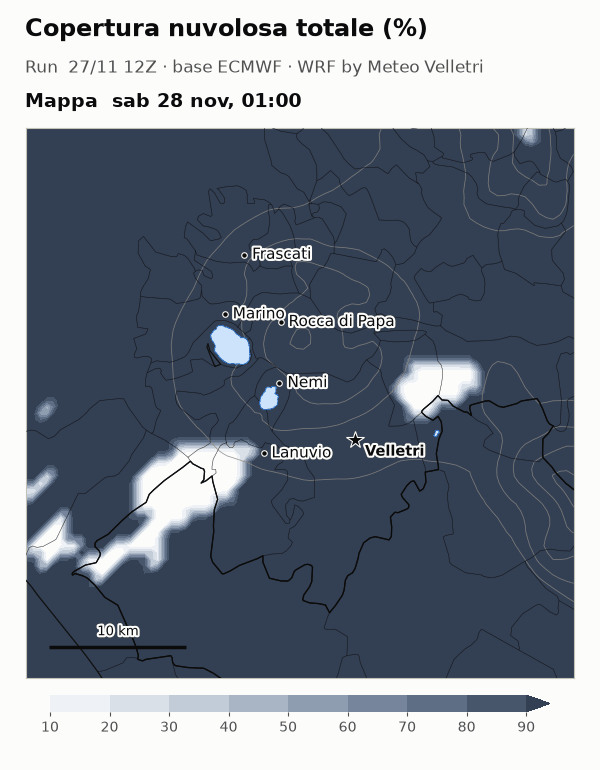 Copertura nuvolosa totale (%)
Run 27/11 12Z · base ECMWF · WRF by Meteo Velletri
Mappa sab 28 nov, 01:00
Frascati
Marino
Rocca di Papa
Nemi
Velletri
Lanuvio
10 km
10 20 30 40 50 60 70 80 90